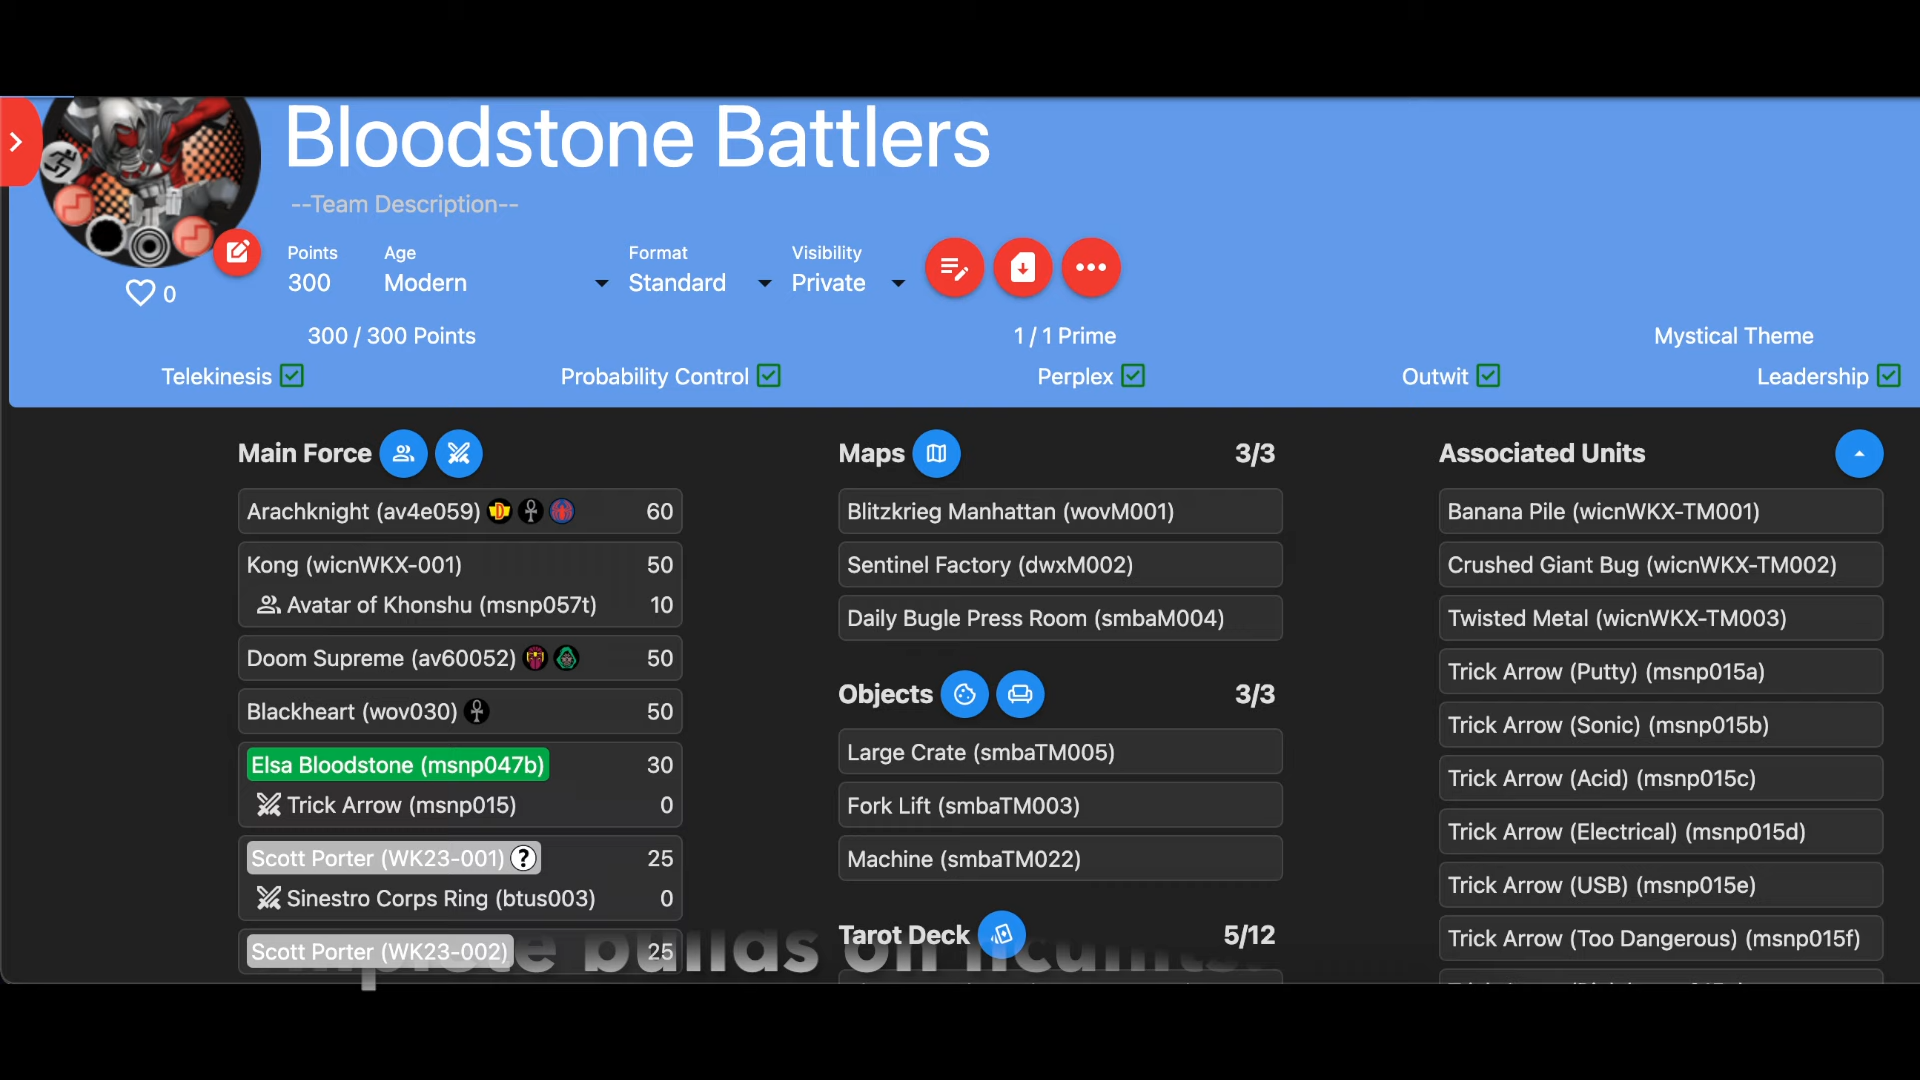 Bloodstone Battlers
--Team Description--
Points
Age
Format
Visibility
300
Modern
Standard
Private
0
300 / 300 Points
1 / 1 Prime
Mystical Theme
Telekinesis
Probability Control
Perplex
Outwit
Leadership
Main Force
Arachknight (av4e059) 60
Kong (wicnWKX-001) 50
Avatar of Khonshu (msnp057t) 10
Doom Supreme (av60052) 50
Blackheart (wov030) 50
Elsa Bloodstone (msnp047b) 30
Trick Arrow (msnp015) 0
Scott Porter (WK23-001) ? 25
Sinestro Corps Ring (btus003) 0
Scott Porter (WK23-002) 25
Maps 3/3
Blitzkrieg Manhattan (wovM001)
Sentinel Factory (dwxM002)
Daily Bugle Press Room (smbaM004)
Objects 3/3
Large Crate (smbaTM005)
Fork Lift (smbaTM003)
Machine (smbaTM022)
Tarot Deck 5/12
Associated Units
Banana Pile (wicnWKX-TM001)
Crushed Giant Bug (wicnWKX-TM002)
Twisted Metal (wicnWKX-TM003)
Trick Arrow (Putty) (msnp015a)
Trick Arrow (Sonic) (msnp015b)
Trick Arrow (Acid) (msnp015c)
Trick Arrow (Electrical) (msnp015d)
Trick Arrow (USB) (msnp015e)
Trick Arrow (Too Dangerous) (msnp015f)
builds on